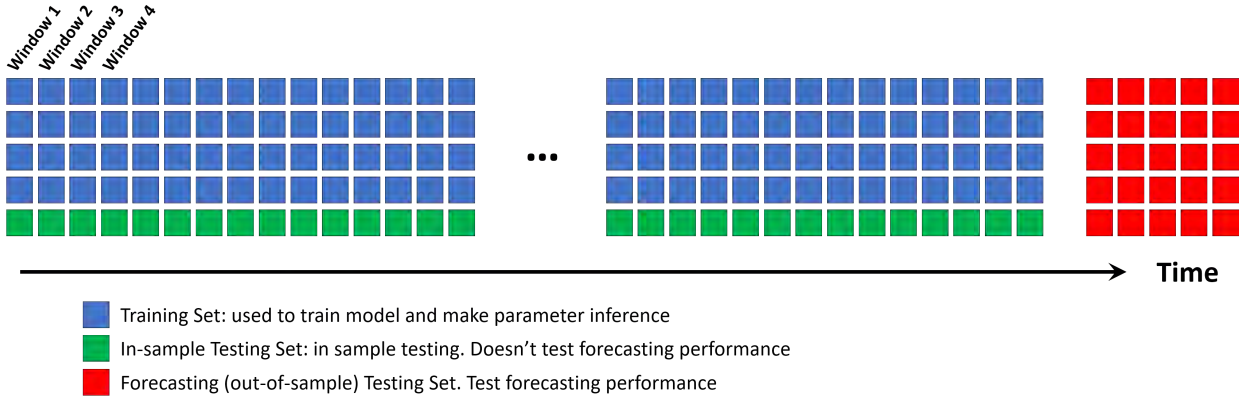 Window 1
Window 2
Window 3
Window 4
...
Time
Training Set: used to train model and make parameter inference
In-sample Testing Set: in sample testing. Doesn’t test forecasting performance
Forecasting (out-of-sample) Testing Set. Test forecasting performance